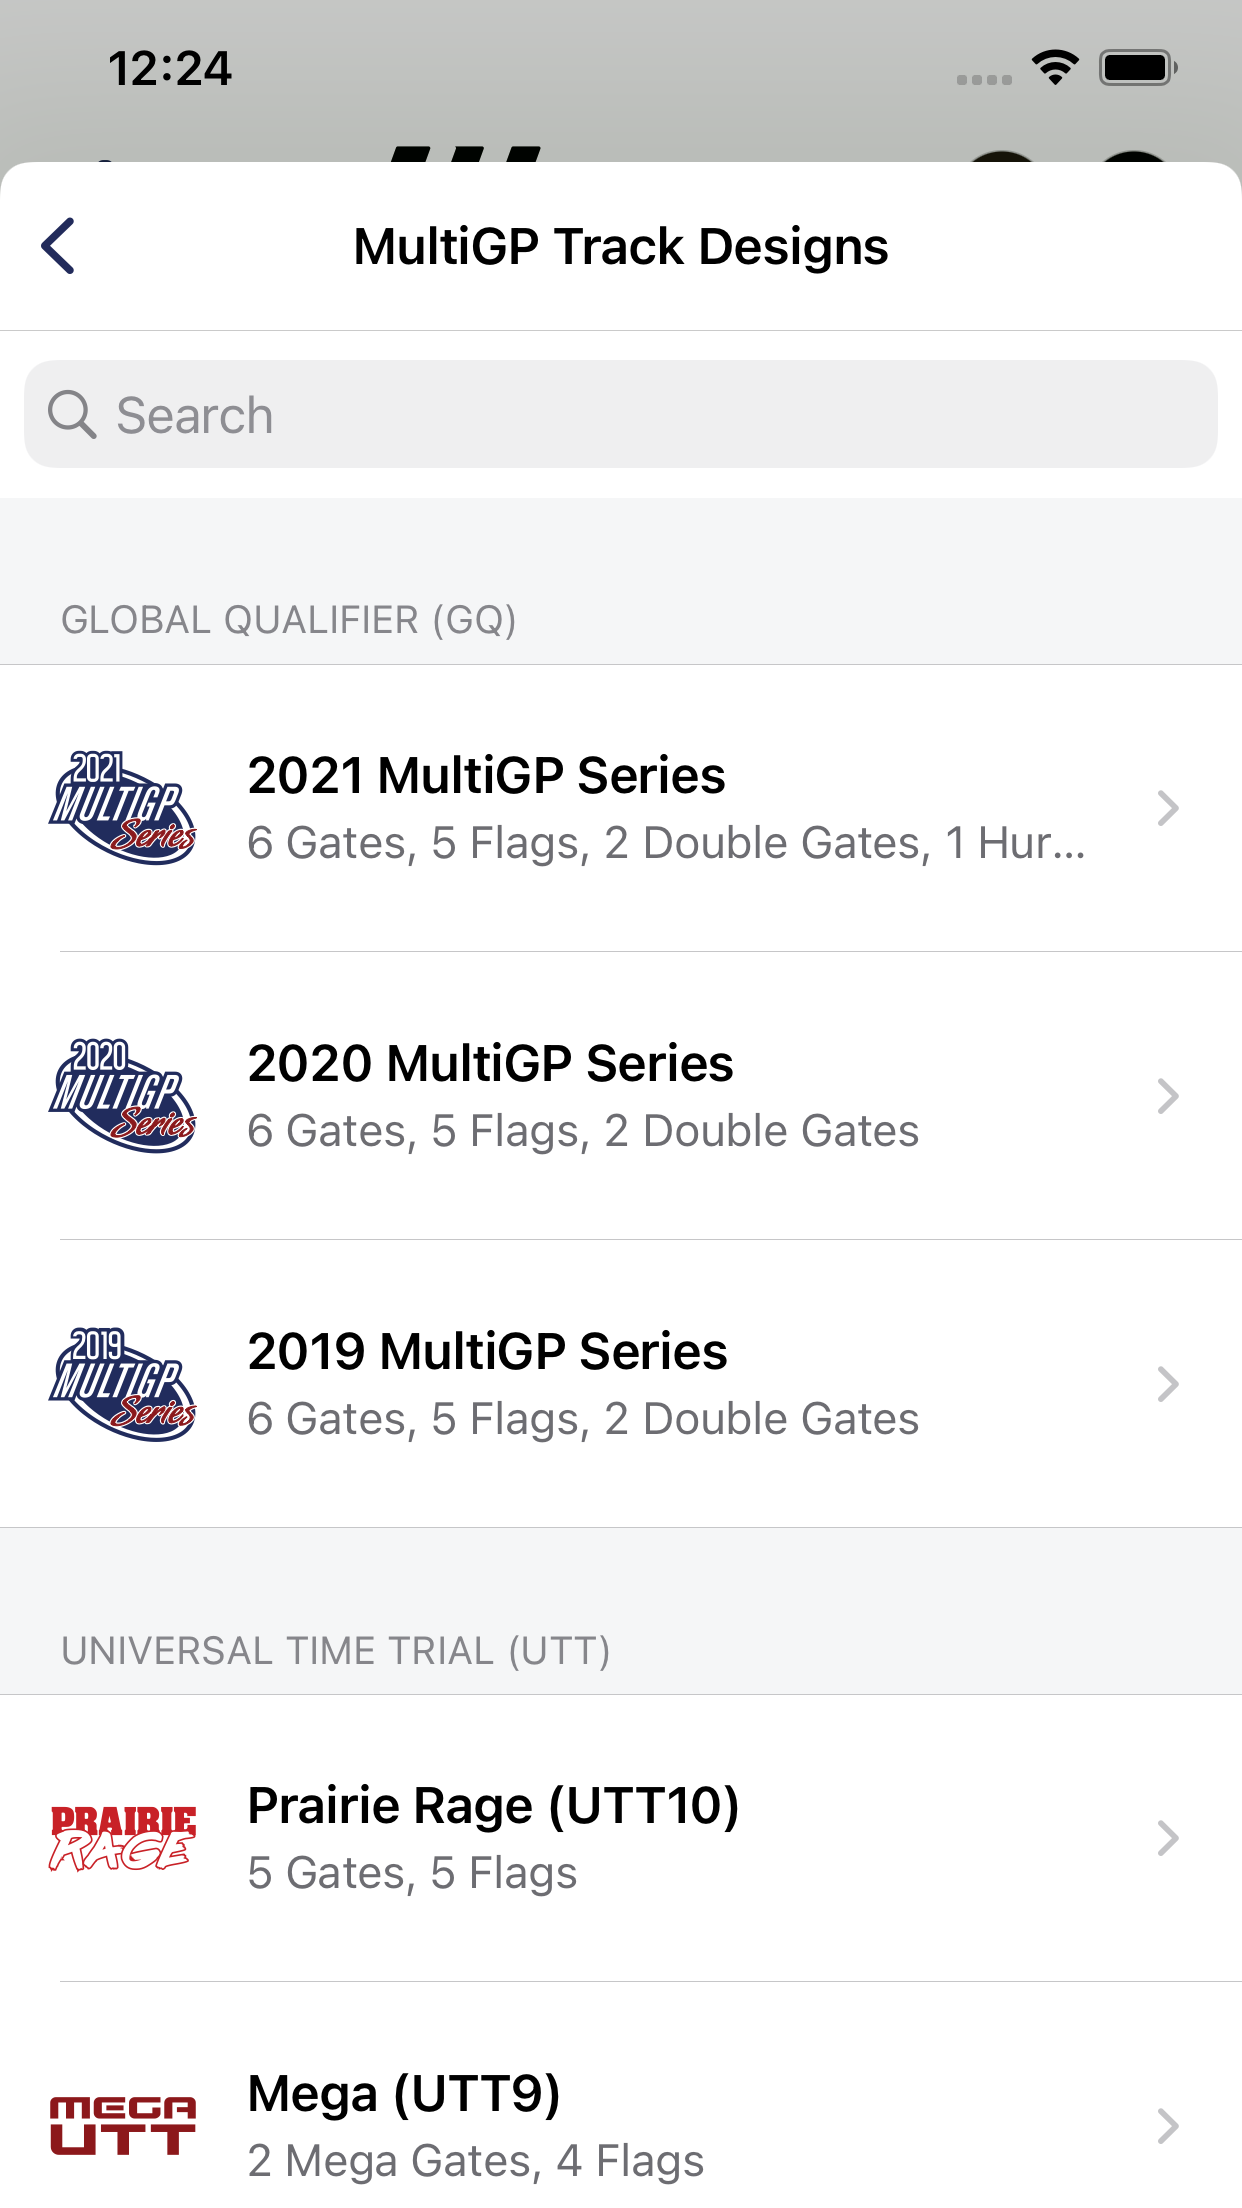 12:24
MultiGP Track Designs
Search
GLOBAL QUALIFIER (GQ)
2021 MULTIGP Series
2021 MultiGP Series
6 Gates, 5 Flags, 2 Double Gates, 1 Hur...
2020 MULTIGP Series
2020 MultiGP Series
6 Gates, 5 Flags, 2 Double Gates
2019 MULTIGP Series
2019 MultiGP Series
6 Gates, 5 Flags, 2 Double Gates
UNIVERSAL TIME TRIAL (UTT)
PRAIRIE
RAGE
Prairie Rage (UTT10)
5 Gates, 5 Flags
MEGA
UTT
Mega (UTT9)
2 Mega Gates, 4 Flags